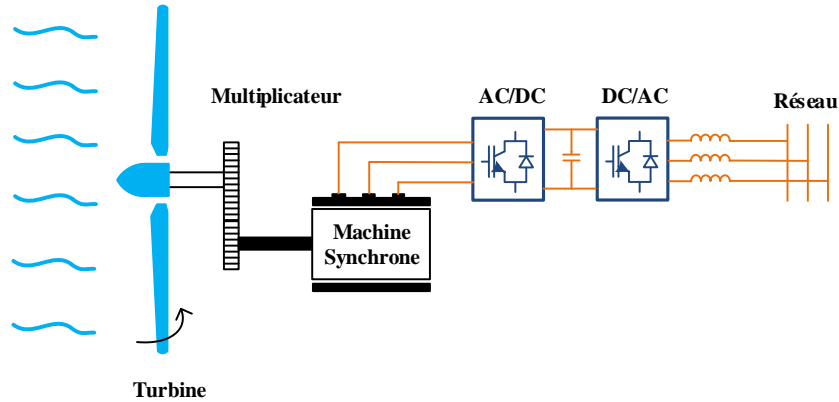 Multiplicateur
AC/DC
DC/AC
Réseau
Machine
Synchrone
Turbine